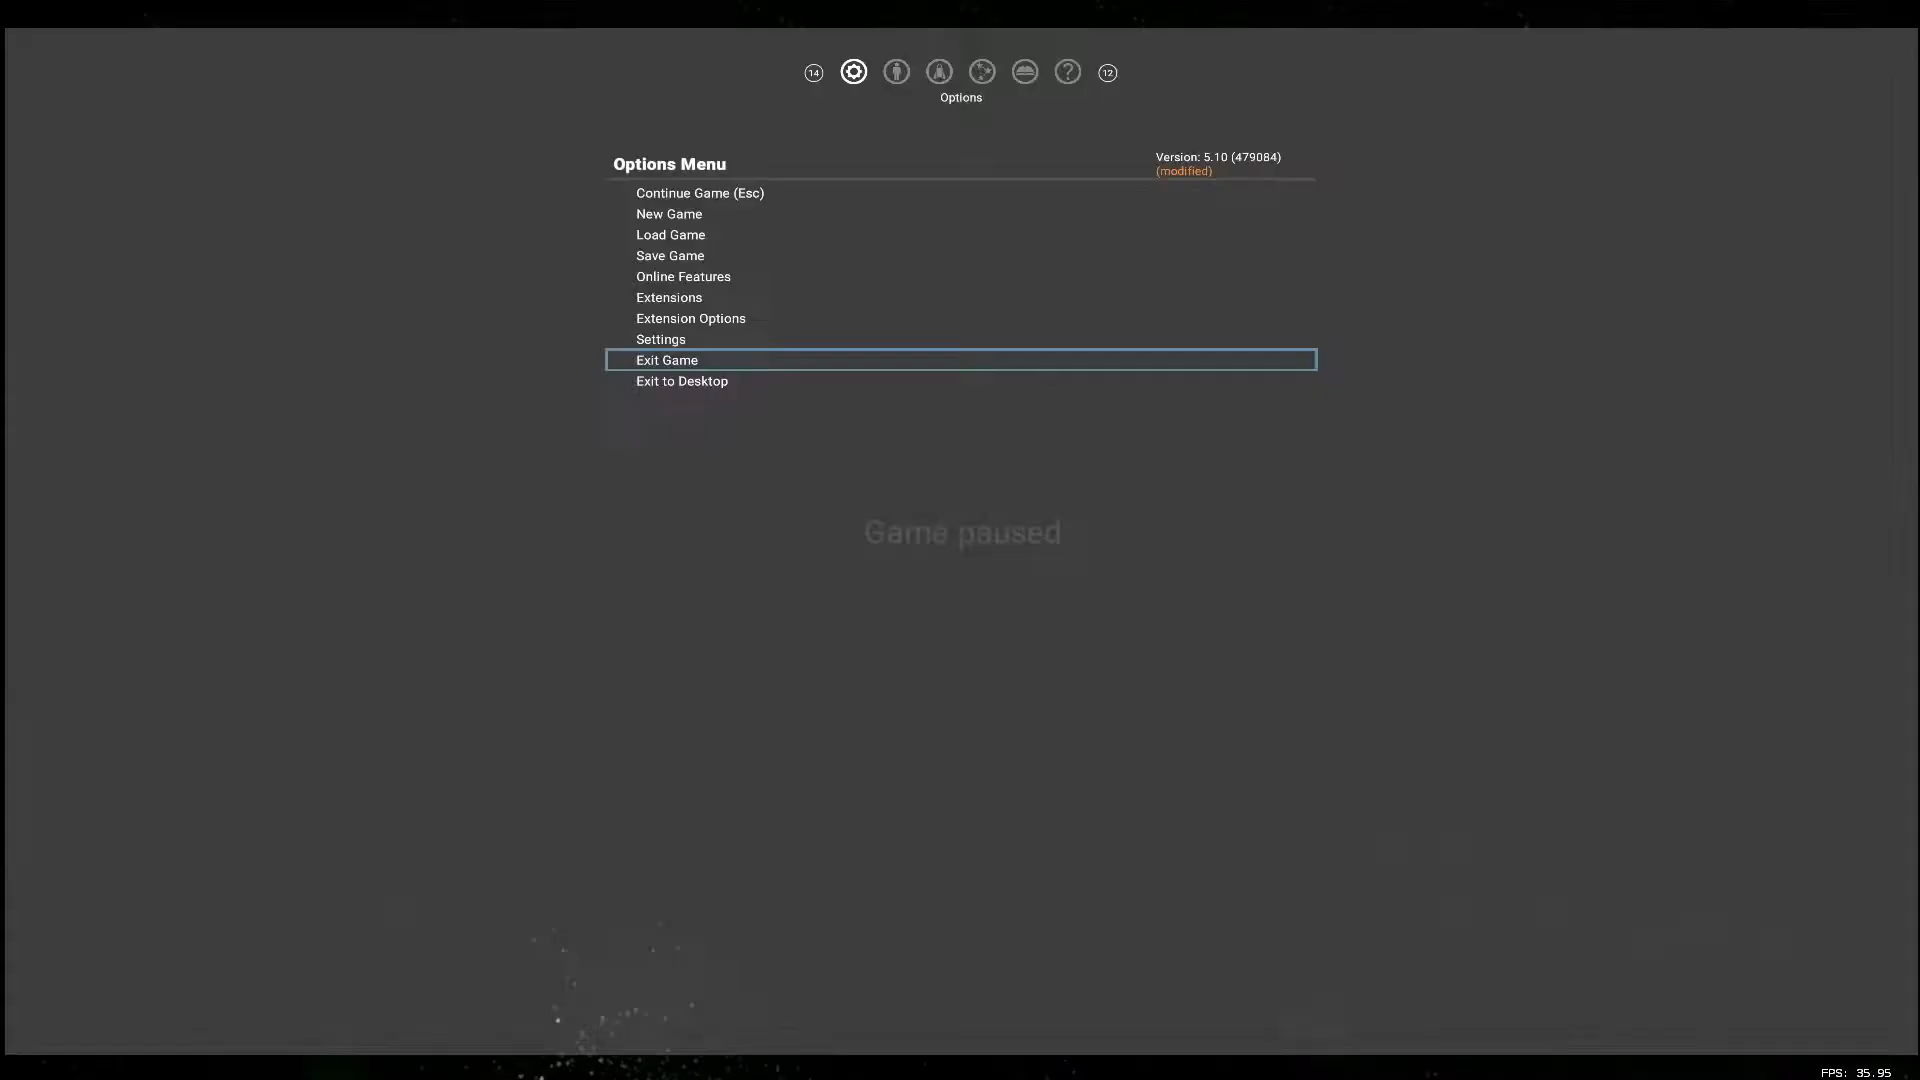 14
?
12
Options
Options Menu
Version: 5.10 (479084)
(modified)
Continue Game (Esc)
New Game
Load Game
Save Game
Online Features
Extensions
Extension Options
Settings
Exit Game
Exit to Desktop
Game paused
FPS: 35.95